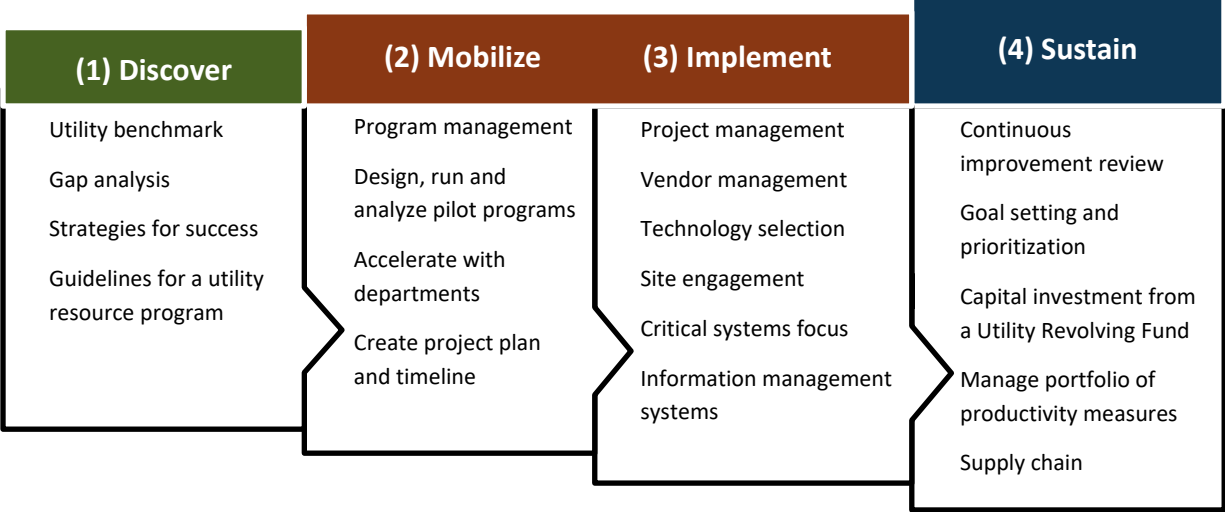 (1) Discover
Utility benchmark
Gap analysis
Strategies for success
Guidelines for a utility
resource program
(2) Mobilize
Program management
Design, run and
analyze pilot programs
Accelerate with
departments
Create project plan
and timeline
(3) Implement
Project management
Vendor management
Technology selection
Site engagement
Critical systems focus
Information management
systems
(4) Sustain
Continuous
improvement review
Goal setting and
prioritization
Capital investment from
a Utility Revolving Fund
Manage portfolio of
productivity measures
Supply chain